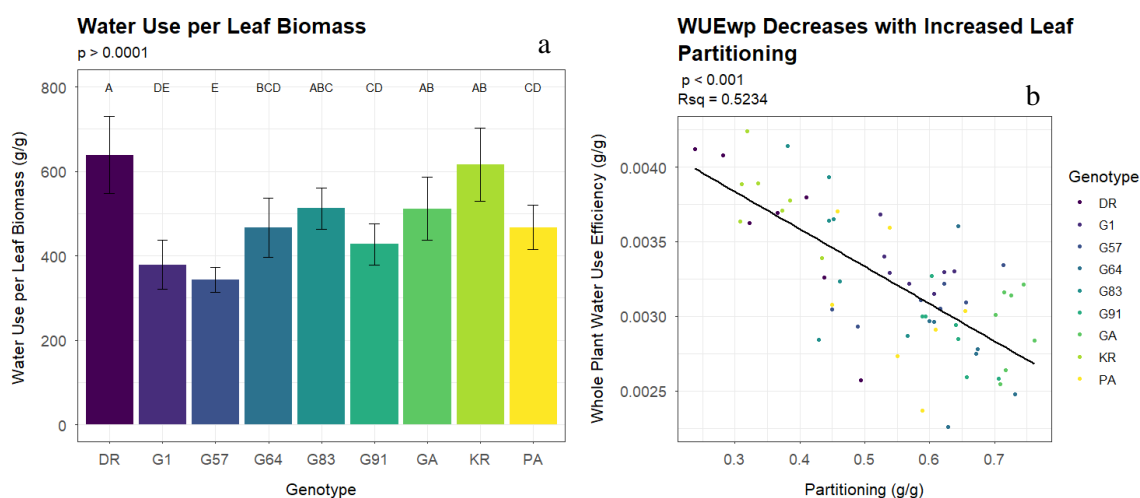 Water Use per Leaf Biomass
p > 0.0001
a
A DE E BCD ABC CD AB AB CD
800
600
400
200
0
Water Use per Leaf Biomass (g/g)
DR G1 G57 G64 G83 G91 GA KR PA
Genotype
WUEwp Decreases with Increased Leaf
Partitioning
p < 0.001
Rsq = 0.5234
b
0.0040
0.0035
0.0030
0.0025
Whole Plant Water Use Efficiency (g/g)
0.3 0.4 0.5 0.6 0.7
Partitioning (g/g)
Genotype
DR
G1
G57
G64
G83
G91
GA
KR
PA